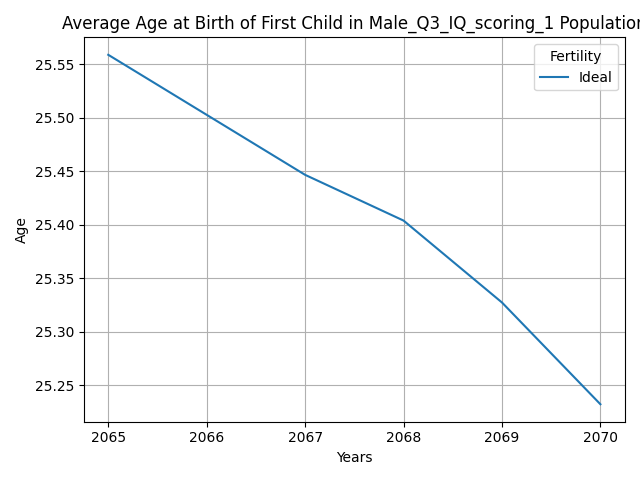 Average Age at Birth of First Child in Male_Q3_IQ_scoring_1 Population
Fertility
Ideal
Age
25.55
25.50
25.45
25.40
25.35
25.30
25.25
2065 2066 2067 2068 2069 2070
Years